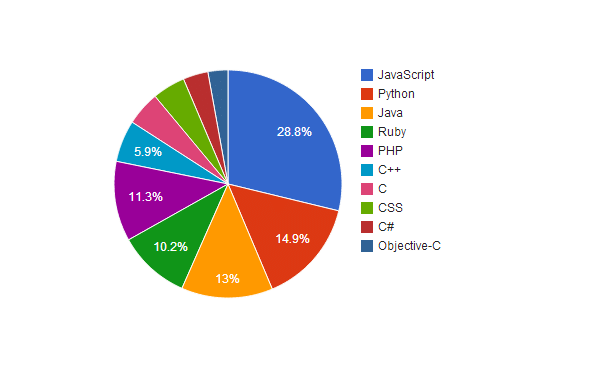 28.8%
14.9%
13%
10.2%
11.3%
5.9%
JavaScript
Python
Java
Ruby
PHP
C++
C
CSS
C#
Objective-C